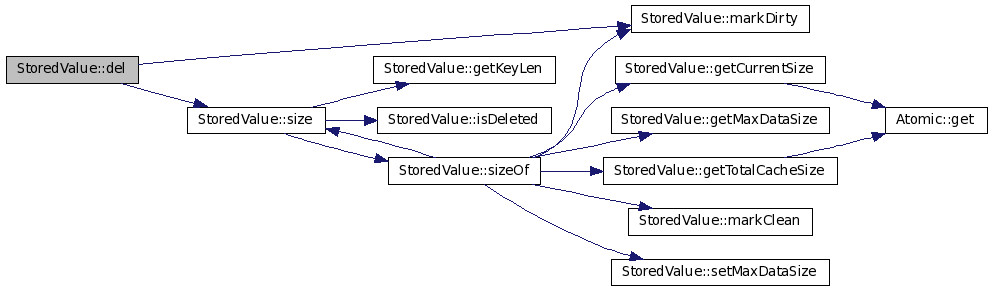 StoredValue::del
StoredValue::size
StoredValue::getKeyLen
StoredValue::isDeleted
StoredValue::sizeOf
StoredValue::markDirty
StoredValue::getCurrentSize
StoredValue::getMaxDataSize
StoredValue::getTotalCacheSize
StoredValue::markClean
StoredValue::setMaxDataSize
Atomic::get